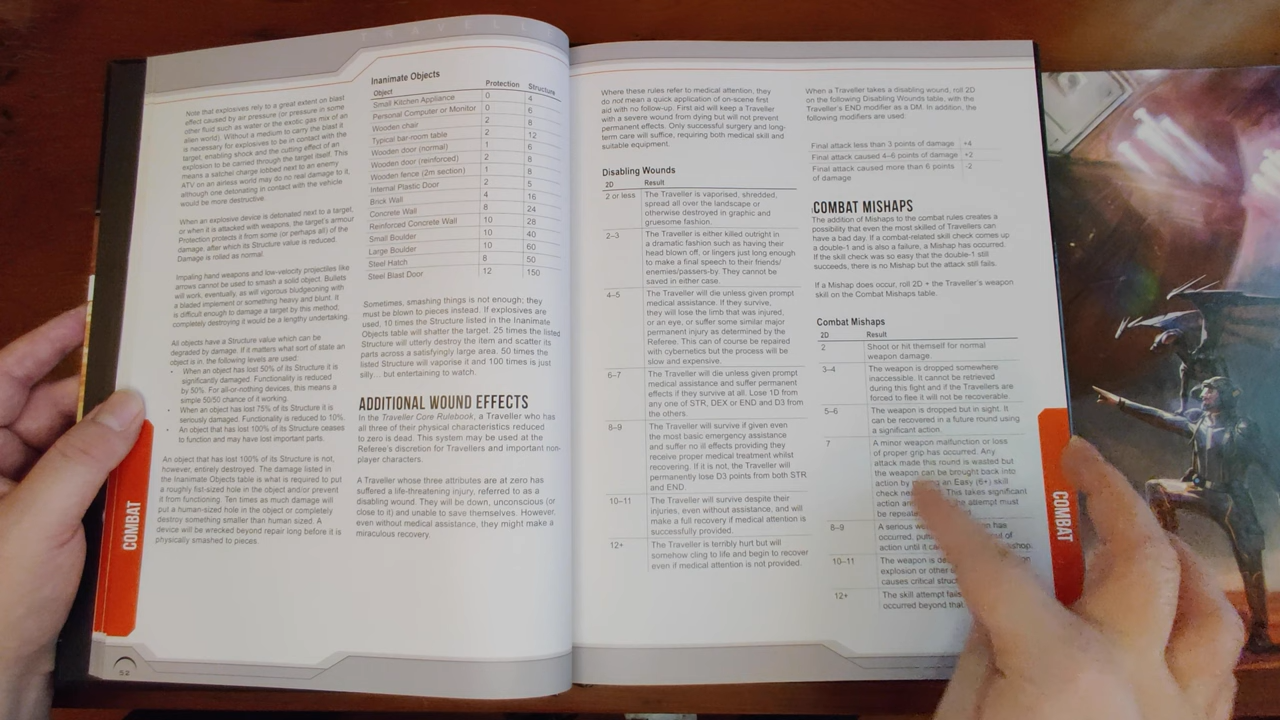 TRAVELL
Note that explosives rely to a great extent on blast
effect caused by air pressure (or pressure in some
other fluid such as water or the exotic gas mix of an
alien world). Without a medium to carry the blast it
is necessary for explosives to be in contact with the
target, enabling shock and the cutting effect of an
explosion to be carried through the target itself. This
means a satchel charge lobbed next to an enemy
ATV on an airless world may do no real damage to it,
although one detonating in contact with the vehicle
would be more destructive.
When an explosive device is detonated next to a target,
or when it is attacked with weapons, the target's armour
Protection protects it from some (or perhaps all) of the
damage, after which its Structure value is reduced.
Damage is rolled as normal.
Impaling hand weapons and low-velocity projectiles like
arrows cannot be used to smash a solid object. Bullets
will work, eventually, as will vigorous bludgeoning with
a bladed implement or something heavy and blunt. It
is difficult enough to damage a target by this method;
completely destroying it would be a lengthy undertaking.
All objects have a Structure value which can be
degraded by damage. If it matters what sort of state an
object is in, the following levels are used:
• When an object has lost 50% of its Structure it is
significantly damaged. Functionality is reduced
by 50%. For all-or-nothing devices, this means a
simple 50/50 chance of it working.
• When an object has lost 75% of its Structure it is
seriously damaged. Functionality is reduced to 10%.
• An object that has lost 100% of its Structure ceases
to function and may have lost important parts.
An object that has lost 100% of its Structure is not,
however, entirely destroyed. The damage listed in
the Inanimate Objects table is what is required to put
a roughly fist-sized hole in the object and/or prevent
it from functioning. Ten times as much damage will
put a human-sized hole in the object or completely
destroy something smaller than human sized. A
device will be wrecked beyond repair long before it is
physically smashed to pieces.
COMBAT
52
Inanimate Objects
Object Protection Structure
Small Kitchen Appliance 0 4
Personal Computer or Monitor 0 6
Wooden chair 2 8
Typical bar-room table 2 12
Wooden door (normal) 1 6
Wooden door (reinforced) 2 8
Wooden fence (2m section) 1 8
Internal Plastic Door 2 5
Brick Wall 4 16
Concrete Wall 8 24
Reinforced Concrete Wall 10 28
Small Boulder 10 40
Large Boulder 10 60
Steel Hatch 8 50
Steel Blast Door 12 150
Sometimes, smashing things is not enough; they
must be blown to pieces instead. If explosives are
used, 10 times the Structure listed in the Inanimate
Objects table will shatter the target. 25 times the listed
Structure will utterly destroy the item and scatter its
parts across a satisfyingly large area. 50 times the
listed Structure will vaporise it and 100 times is just
silly... but entertaining to watch.
ADDITIONAL WOUND EFFECTS
In the Traveller Core Rulebook, a Traveller who has
all three of their physical characteristics reduced
to zero is dead. This system may be used at the
Referee's discretion for Travellers and important non-
player characters.
A Traveller whose three attributes are at zero has
suffered a life-threatening injury, referred to as a
disabling wound. They will be down, unconscious (or
close to it) and unable to save themselves. However,
even without medical assistance, they might make a
miraculous recovery.
Where these rules refer to medical attention, they
do not mean a quick application of on-scene first
aid with no follow-up. First aid will keep a Traveller
with a severe wound from dying but will not prevent
permanent effects. Only successful surgery and long-
term care will suffice, requiring both medical skill and
suitable equipment.
Disabling Wounds
2D Result
2 or less The Traveller is vaporised, shredded,
spread all over the landscape or
otherwise destroyed in graphic and
gruesome fashion.
2–3 The Traveller is either killed outright in
a dramatic fashion such as having their
head blown off, or lingers just long enough
to make a final speech to their friends/
enemies/passers-by. They cannot be
saved in either case.
4–5 The Traveller will die unless given prompt
medical assistance. If they survive,
they will lose the limb that was injured,
or an eye, or suffer some similar major
permanent injury as determined by the
Referee. This can of course be repaired
with cybernetics but the process will be
slow and expensive.
6–7 The Traveller will die unless given prompt
medical assistance and suffer permanent
effects if they survive at all. Lose 1D from
any one of STR, DEX or END and D3 from
the others.
8–9 The Traveller will survive if given even
the most basic emergency assistance
and suffer no ill effects providing they
receive proper medical treatment whilst
recovering. If it is not, the Traveller will
permanently lose D3 points from both STR
and END
10–11 The Traveller will survive despite their
injuries, even without assistance, and will
make a full recovery if medical attention is
successfully provided.
12+ The Traveller is terribly hurt but will
somehow cling to life and begin to recover
even if medical attention is not provided.
When a Traveller takes a disabling wound, roll 2D
on the following Disabling Wounds table, with the
Traveller's END modifier as a DM. In addition, the
following modifiers are used:
Final attack less than 3 points of damage +4
Final attack caused 4–6 points of damage +2
Final attack caused more than 6 points -2
of damage
COMBAT MISHAPS
The addition of Mishaps to the combat rules creates a
possibility that even the most skilled of Travellers can
have a bad day. If a combat-related skill check comes up
a double-1 and is also a failure, a Mishap has occurred.
If the skill check was so easy that the double-1 still
succeeds, there is no Mishap but the attack still fails.
If a Mishap does occur, roll 2D + the Traveller's weapon
skill on the Combat Mishaps table.
Combat Mishaps
2D Result
2 Shoot or hit themself for normal
weapon damage.
3–4 The weapon is dropped somewhere
inaccessible. It cannot be retrieved
during this fight and if the Travellers are
forced to flee it will not be recoverable
5–6 The weapon is dropped but in sight. It
can be recovered in a future round using
a significant action.
7 A minor weapon malfunction or loss
of proper grip has occurred. Any
attack made this round is wasted but
the weapon can be brought back into
action by an Easy (6+) skill
check This takes significant
action the attempt must
be
8–9 A serious has
occurred, of
action until it
10–11 The weapon is
explosion or other
causes critical
12+ The skill attempt fails
occurred beyond that
COMBAT